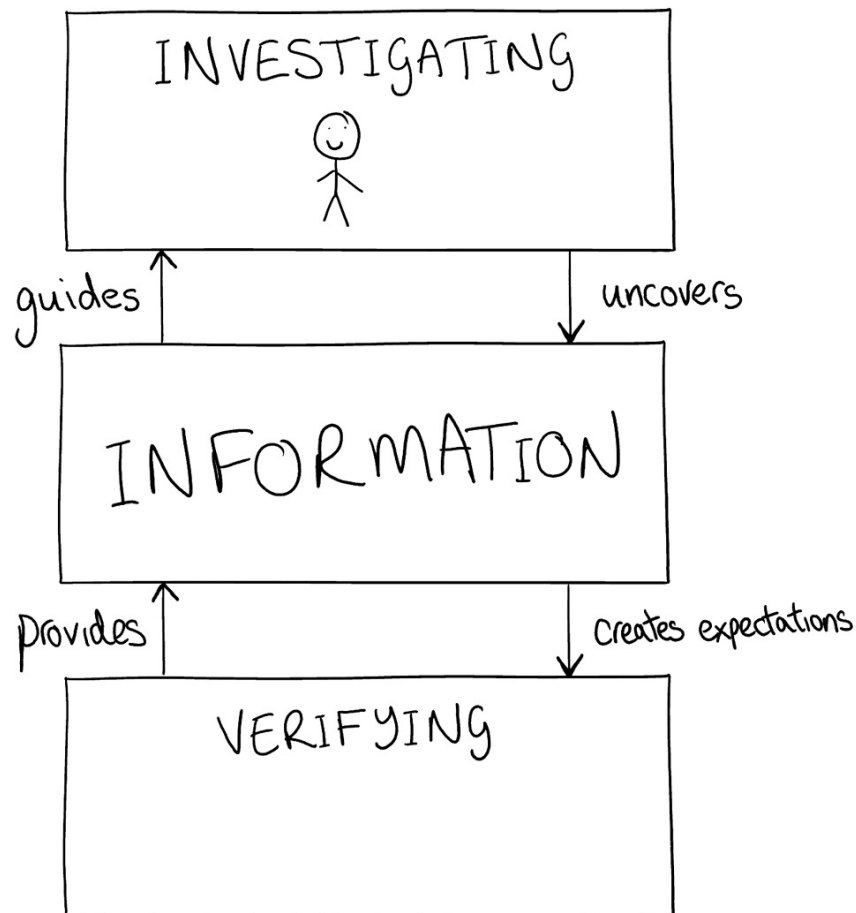 INVESTIGATING
guides
uncovers
INFORMATION
provides
creates expectations
VERIFYING